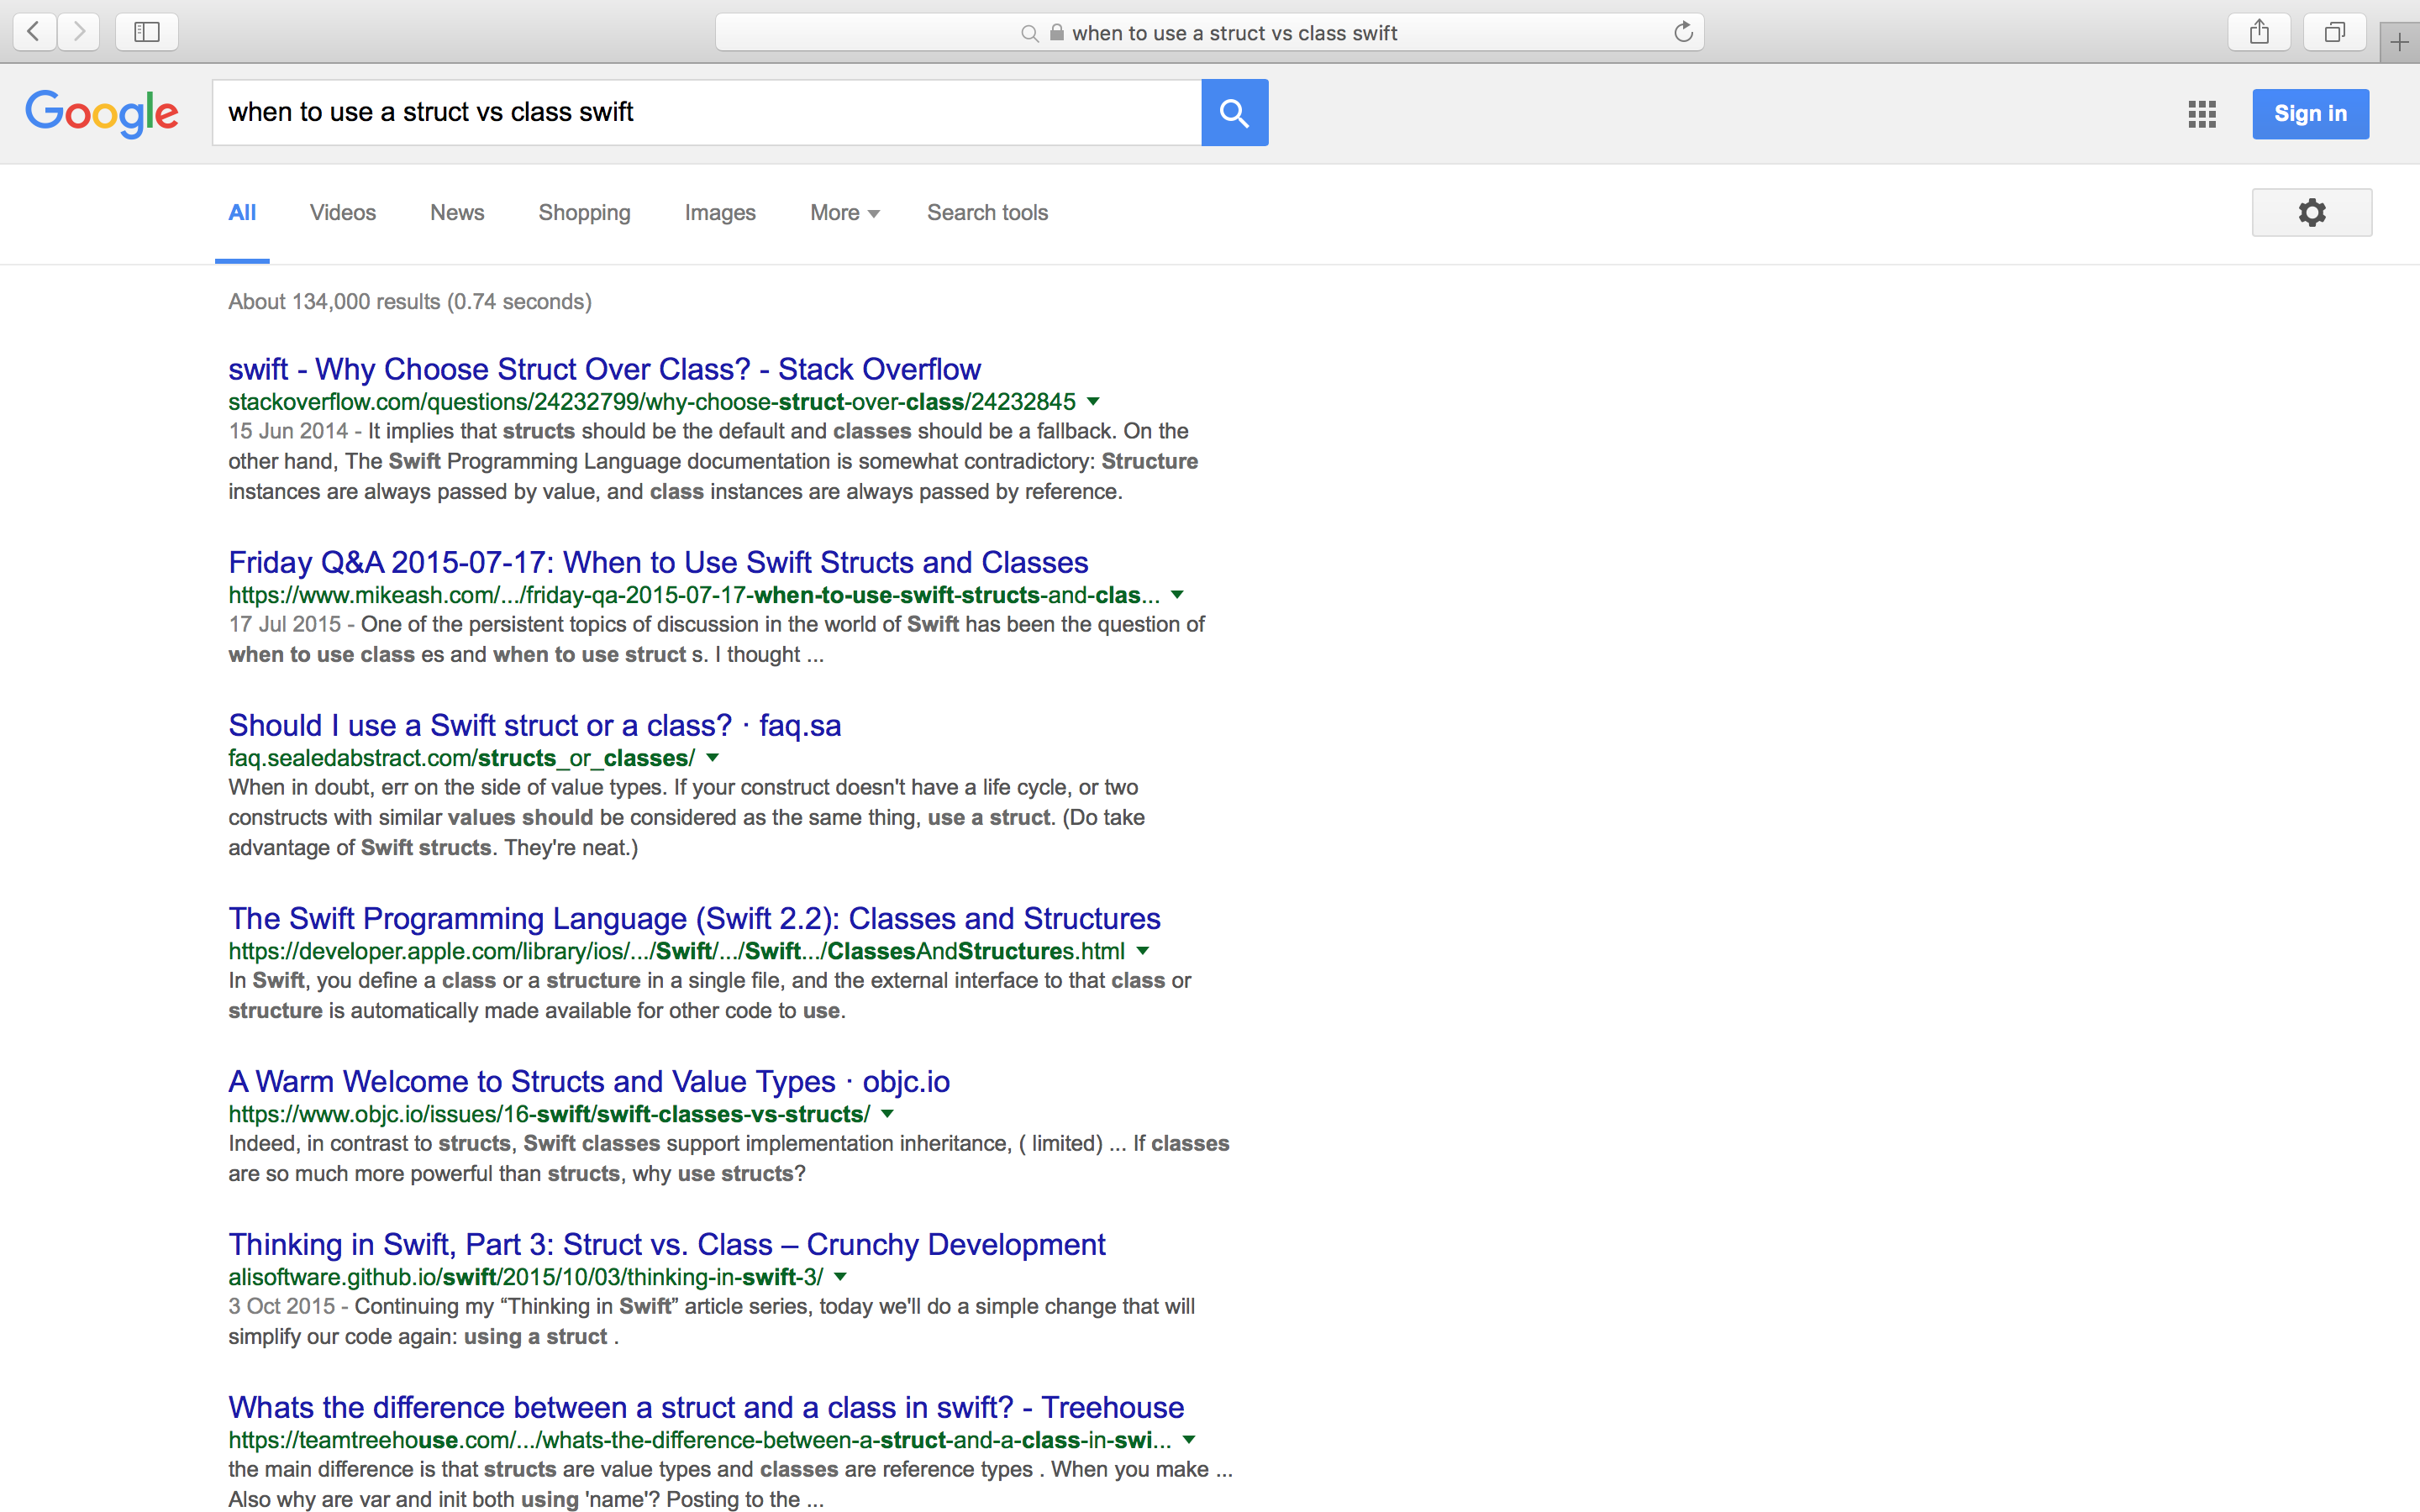 when to use a struct vs class swift
Google
when to use a struct vs class swift
Sign in
All Videos News Shopping Images More Search tools
About 134,000 results (0.74 seconds)
swift - Why Choose Struct Over Class? - Stack Overflow
stackoverflow.com/questions/24232799/why-choose-struct-over-class/24232845
15 Jun 2014 - It implies that structs should be the default and classes should be a fallback. On the
other hand, The Swift Programming Language documentation is somewhat contradictory: Structure
instances are always passed by value, and class instances are always passed by reference.
Friday Q&A 2015-07-17: When to Use Swift Structs and Classes
https://www.mikeash.com/.../friday-qa-2015-07-17-when-to-use-swift-structs-and-clas...
17 Jul 2015 - One of the persistent topics of discussion in the world of Swift has been the question of
when to use class es and when to use struct s. I thought ...
Should I use a Swift struct or a class? · faq.sa
faq.sealedabstract.com/structs_or_classes/
When in doubt, err on the side of value types. If your construct doesn't have a life cycle, or two
constructs with similar values should be considered as the same thing, use a struct. (Do take
advantage of Swift structs. They're neat.)
The Swift Programming Language (Swift 2.2): Classes and Structures
https://developer.apple.com/library/ios/.../Swift/.../Swift.../ClassesAndStructures.html
In Swift, you define a class or a structure in a single file, and the external interface to that class or
structure is automatically made available for other code to use.
A Warm Welcome to Structs and Value Types · objc.io
https://www.objc.io/issues/16-swift/swift-classes-vs-structs/
Indeed, in contrast to structs, Swift classes support implementation inheritance, ( limited) ... If classes
are so much more powerful than structs, why use structs?
Thinking in Swift, Part 3: Struct vs. Class – Crunchy Development
alisoftware.github.io/swift/2015/10/03/thinking-in-swift-3/
3 Oct 2015 - Continuing my “Thinking in Swift” article series, today we'll do a simple change that will
simplify our code again: using a struct .
Whats the difference between a struct and a class in swift? - Treehouse
https://teamtreehouse.com/.../whats-the-difference-between-a-struct-and-a-class-in-swi...
the main difference is that structs are value types and classes are reference types . When you make ...
Also why are var and init both using 'name'? Posting to the ...